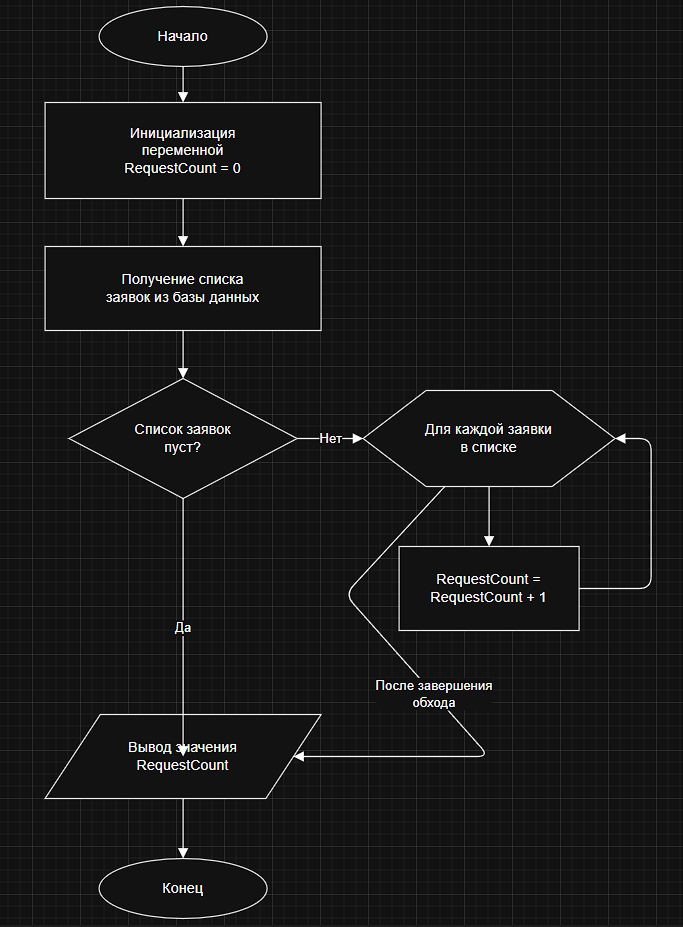 Начало
Инициализация
переменной
RequestCount = 0
Получение списка
заявок из базы данных
Список заявок
пуст?
Нет
Для каждой заявки
в списке
RequestCount =
RequestCount + 1
Да
После завершения
обхода
Вывод значения
RequestCount
Конец